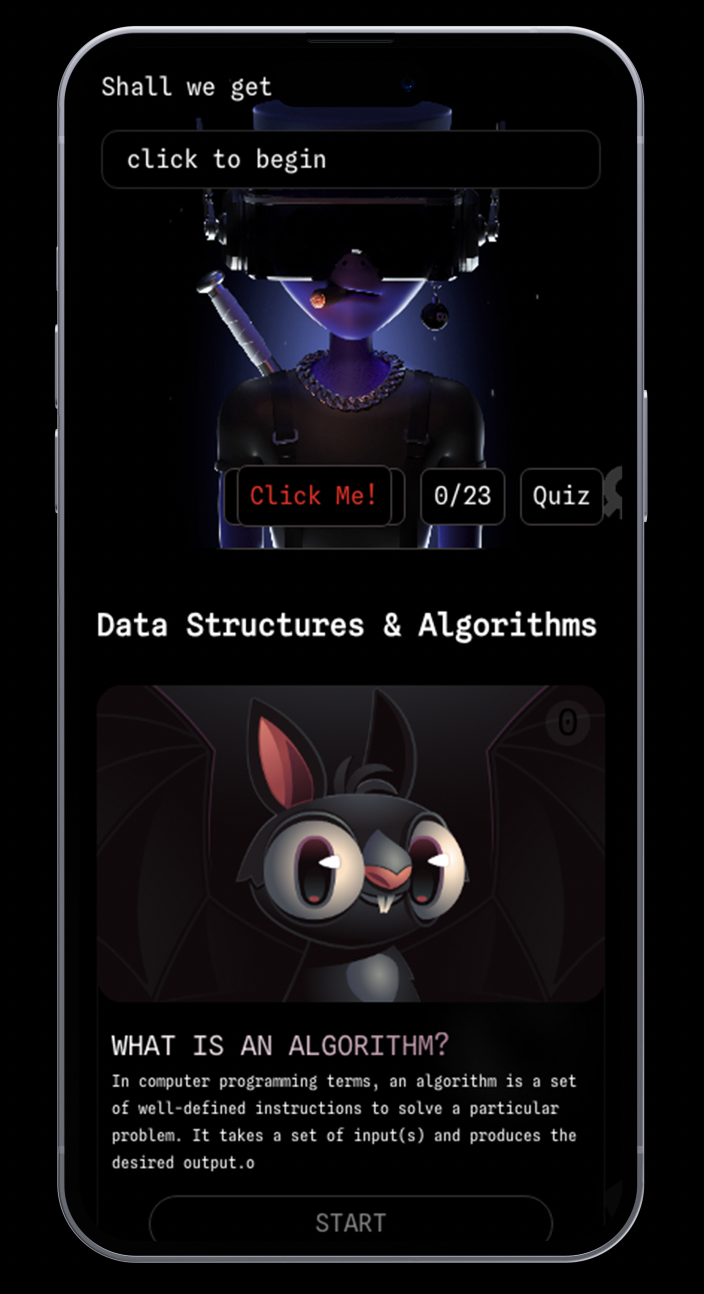 Shall we get
click to begin
Click Me!
0/23
Quiz
Data Structures & Algorithms
0
WHAT IS AN ALGORITHM?
In computer programming terms, an algorithm is a set
of well-defined instructions to solve a particular
problem. It takes a set of input(s) and produces the
desired output.o
START